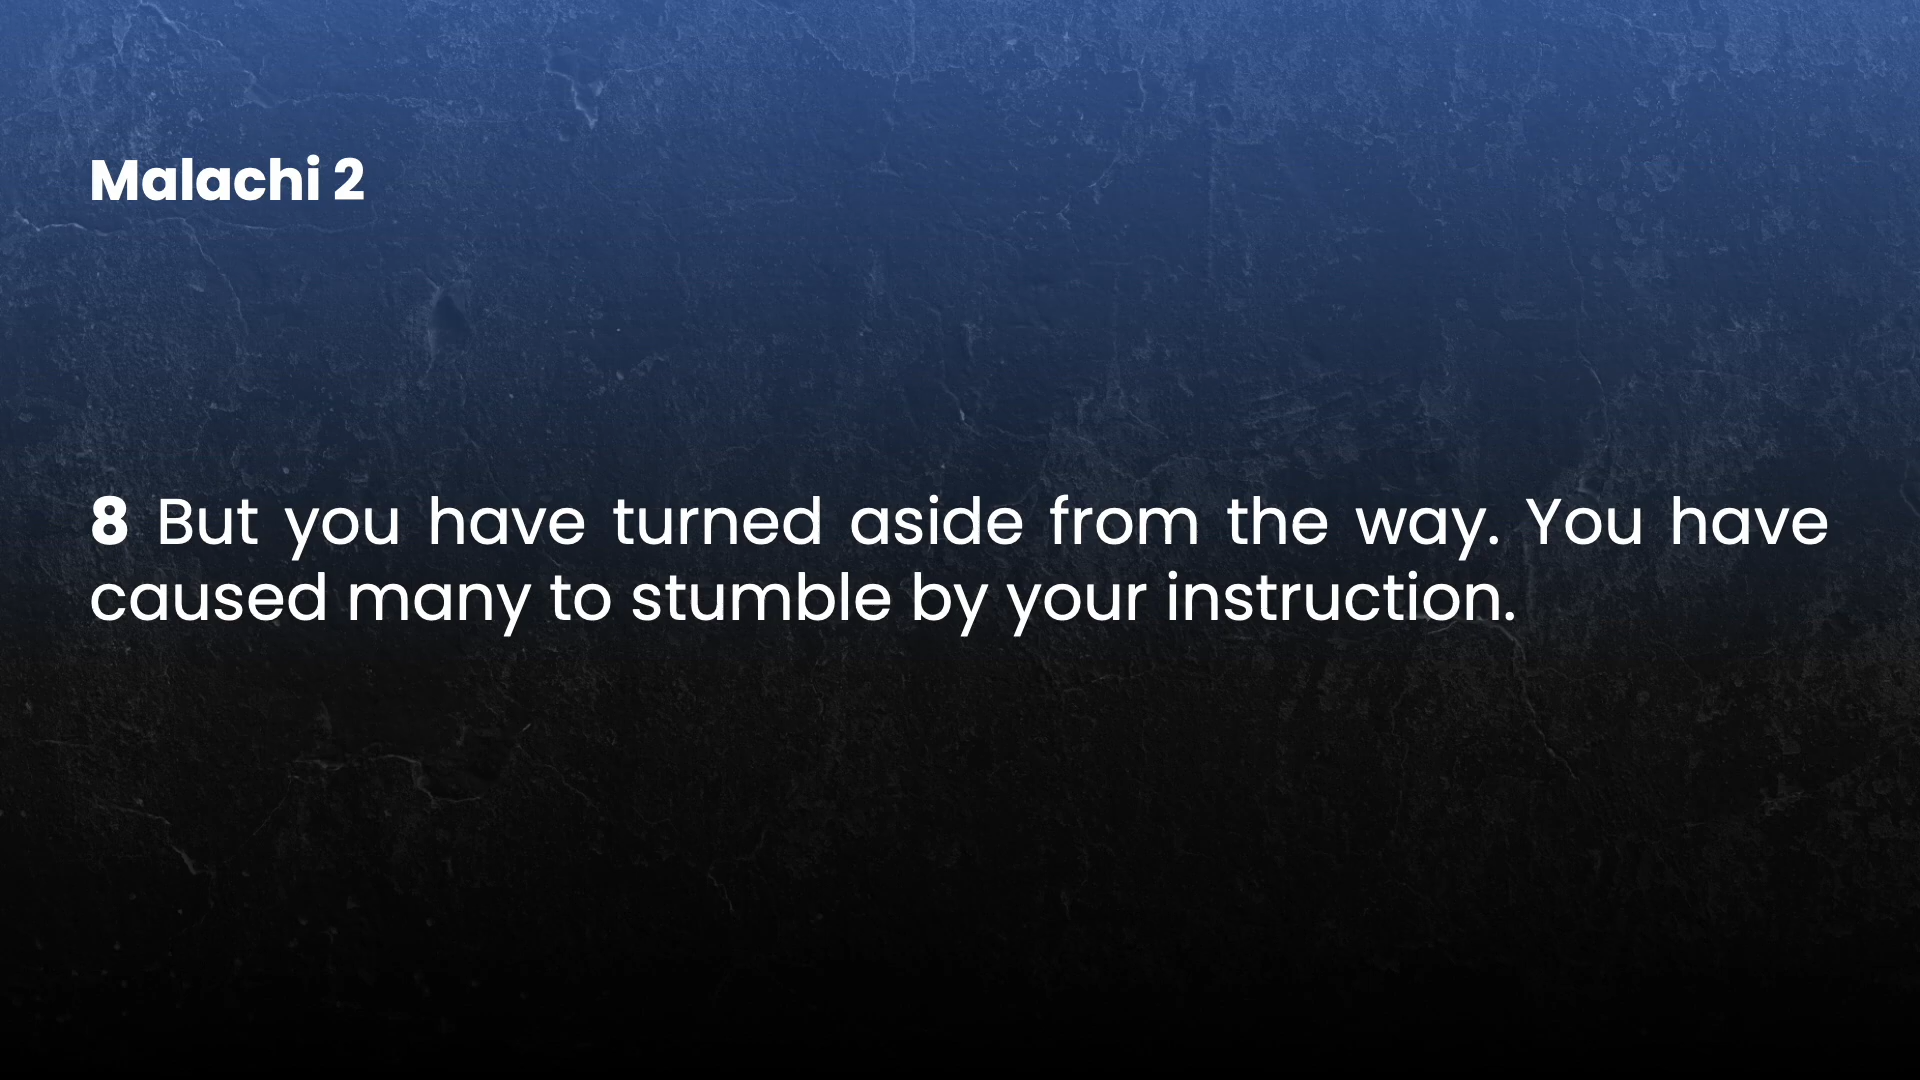 Malachi 2
8 But you have turned aside from the way. You have
caused many to stumble by your instruction.